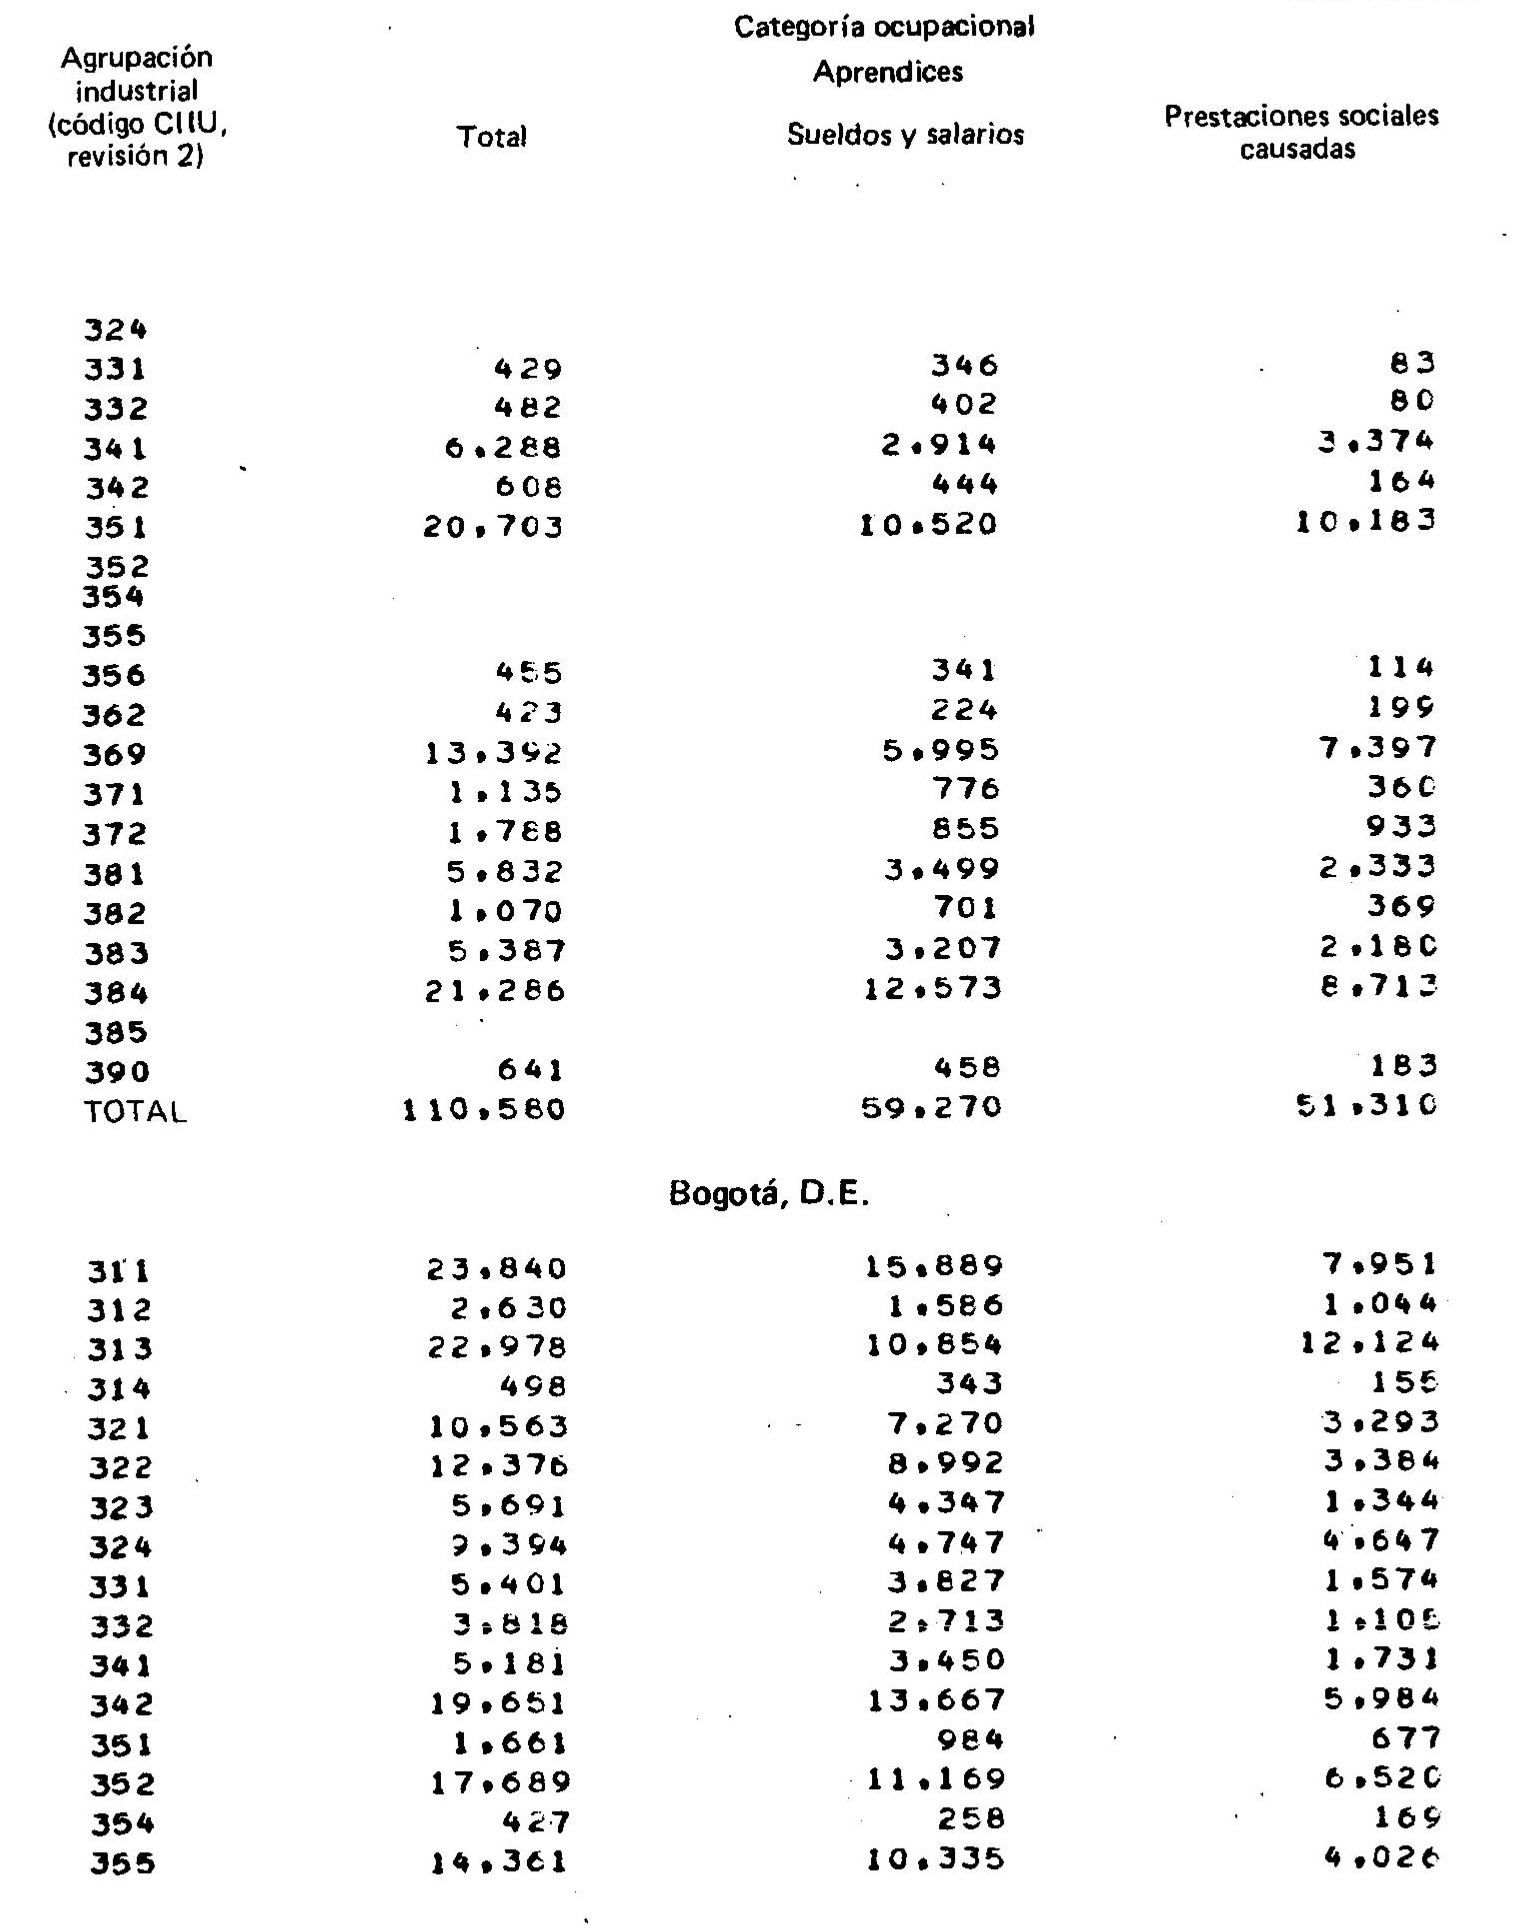 Categoría ocupacional
Agrupación industrial (código CIIU, revisión 2)
Aprendices
Total Sueldos y salarios Prestaciones sociales causadas
324
331 429 346 83
332 482 402 80
341 6.288 2.914 3.374
342 608 444 164
351 20.703 10.520 10.183
352
354
355
356 455 341 114
362 423 224 199
369 13.392 5.995 7.397
371 1.135 776 360
372 1.788 855 933
381 5.832 3.499 2.333
382 1.070 701 369
383 5.387 3.207 2.180
384 21.286 12.573 8.713
385
390 641 458 183
TOTAL 110.580 59.270 51.310
Bogotá, D.E.
311 23.840 15.889 7.951
312 2.630 1.586 1.044
313 22.978 10.854 12.124
314 498 343 155
321 10.563 7.270 3.293
322 12.376 8.992 3.384
323 5.691 4.347 1.344
324 9.394 4.747 4.647
331 5.401 3.827 1.574
332 3.818 2.713 1.105
341 5.181 3.450 1.731
342 19.651 13.667 5.984
351 1.661 984 677
352 17.689 11.169 6.520
354 427 258 169
355 14.361 10.335 4.026